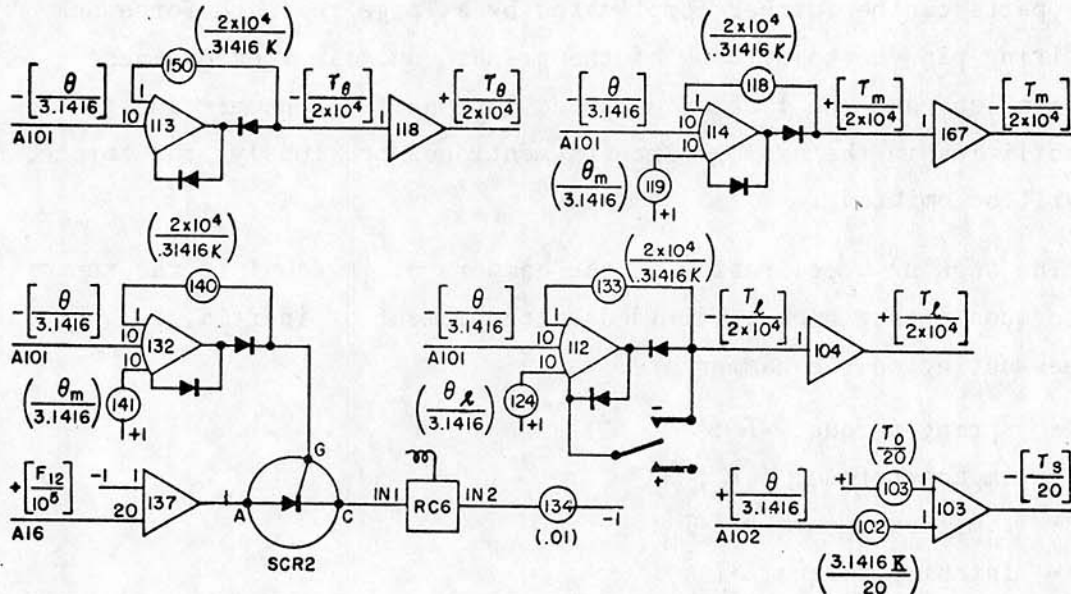 (2x10⁴ / .31416 K)
150
-[θ / 3.1416]
A101
1
10
113
-[T_θ / 2x10⁴]
1
118
+[T_θ / 2x10⁴]
(2x10⁴ / .31416 K)
118
-[θ / 3.1416]
A101
1
10
10
114
(θ_m / 3.1416)
119
+1
+[T_m / 2x10⁴]
1
167
-[T_m / 2x10⁴]
(2x10⁴ / .31416 K)
140
-[θ / 3.1416]
A101
1
10
10
132
(θ_m / 3.1416)
141
+1
(2x10⁴ / .31416 K)
133
-[θ / 3.1416]
A101
1
10
10
112
(θ_ℓ / 3.1416)
124
+1
-[T_ℓ / 2x10⁴]
1
104
+[T_ℓ / 2x10⁴]
-
+
+[F₁₂ / 10⁵]
A16
-1
1
20
137
1
A
G
C
SCR2
IN1
RC6
IN2
134
-1
(.01)
(T_0 / 20)
+1
103
1
+[θ / 3.1416]
A102
102
1
(3.1416 K / 20)
103
[T_s / 20]